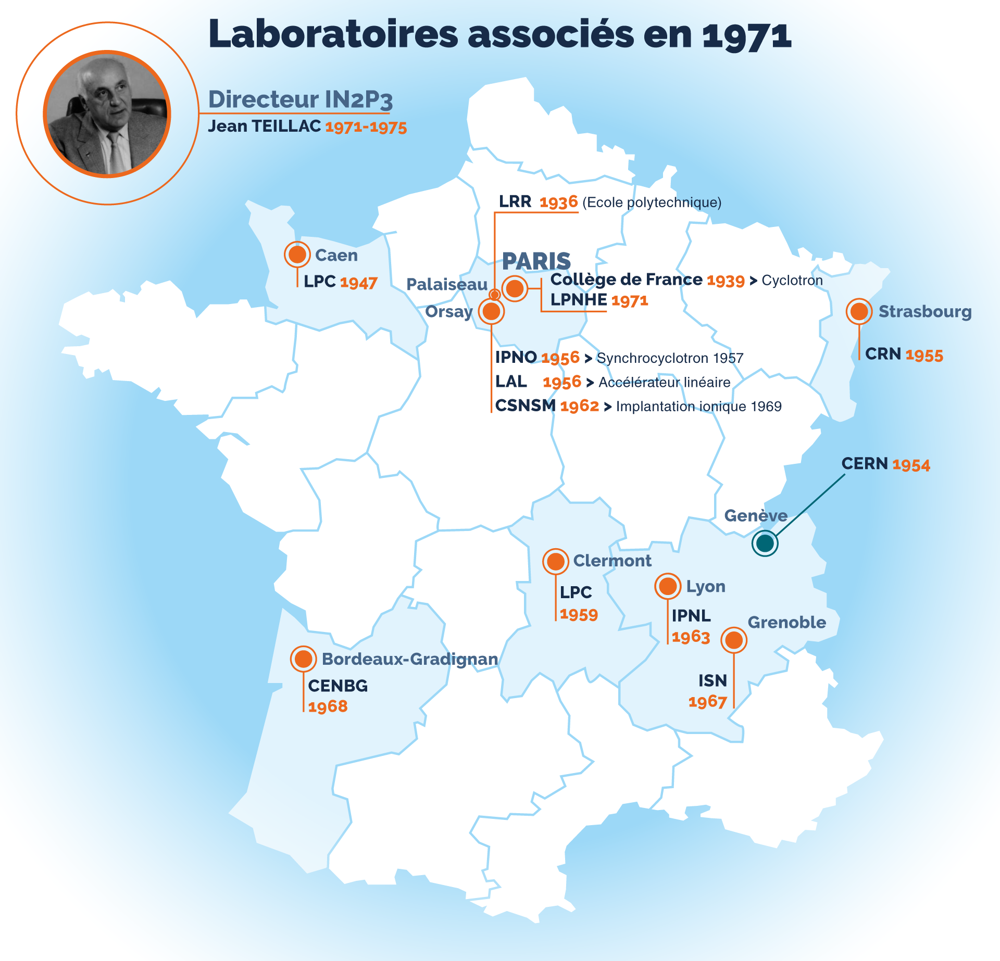 Laboratoires associés en 1971
Directeur IN2P3
Jean TEILLAC 1971-1975
LRR 1936 (Ecole polytechnique)
Caen
LPC 1947
PARIS
Collège de France 1939 > Cyclotron
LPNHE 1971
Palaiseau
Orsay
IPNO 1956 > Synchrocyclotron 1957
LAL 1956 > Accélérateur linéaire
CSNSM 1962 > Implantation ionique 1969
Strasbourg
CRN 1955
CERN 1954
Genève
Clermont
LPC
1959
Lyon
IPNL
1963
Grenoble
ISN
1967
Bordeaux-Gradignan
CENBG
1968